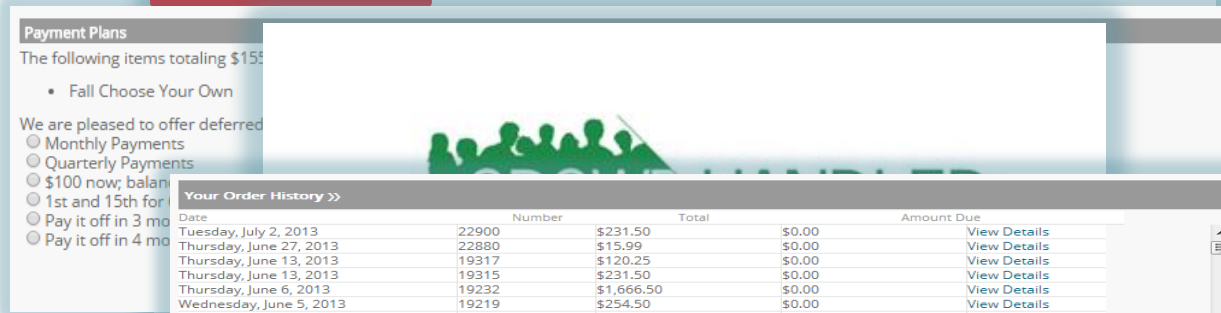 Payment Plans
The following items totaling $155
• Fall Choose Your Own
We are pleased to offer deferred
Monthly Payments
Quarterly Payments
$100 now; balan
1st and 15th for
Pay it off in 3 mo
Pay it off in 4 mo
Your Order History »
Date Number Total Amount Due
Tuesday, July 2, 2013 22900 $231.50 $0.00 View Details
Thursday, June 27, 2013 22880 $15.99 $0.00 View Details
Thursday, June 13, 2013 19317 $120.25 $0.00 View Details
Thursday, June 13, 2013 19315 $231.50 $0.00 View Details
Thursday, June 6, 2013 19232 $1,666.50 $0.00 View Details
Wednesday, June 5, 2013 19219 $254.50 $0.00 View Details